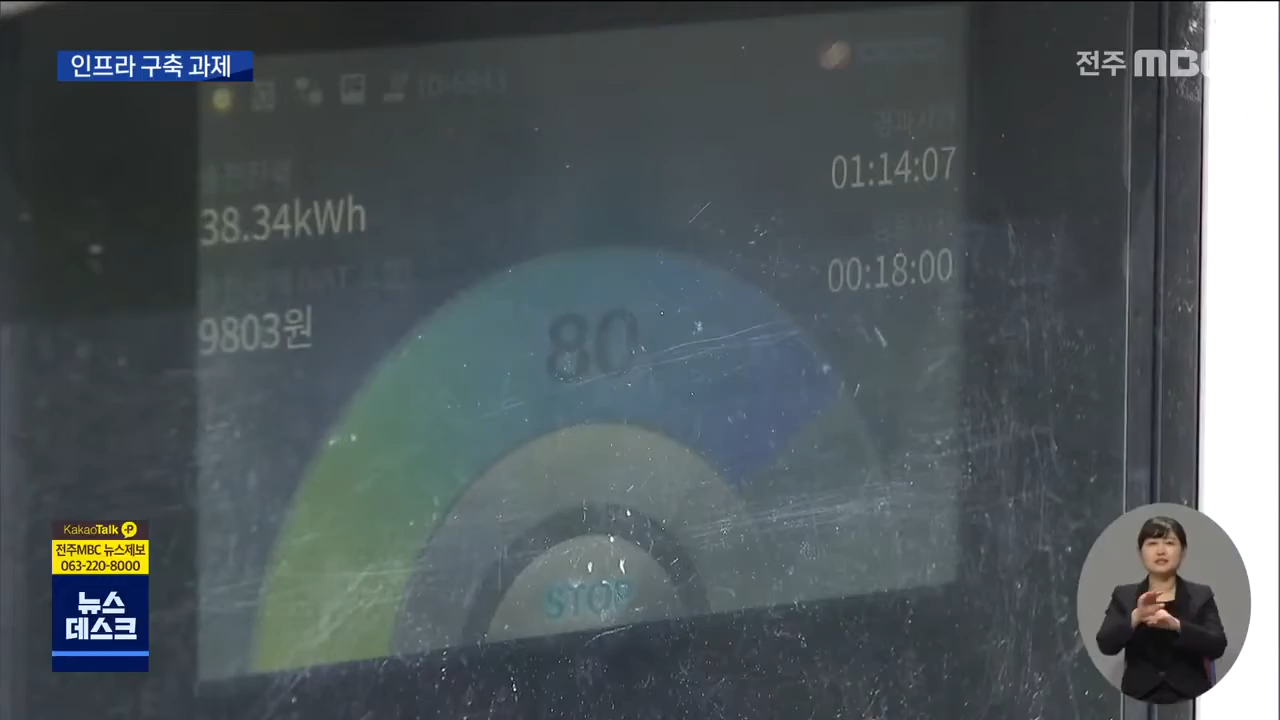 인프라 구축 과제
전주 MBC
01:14:07
38.34kWh
00:18:00
9803원
80
STOP
KakaoTalk
전주MBC 뉴스제보
063-220-8000
뉴스
데스크